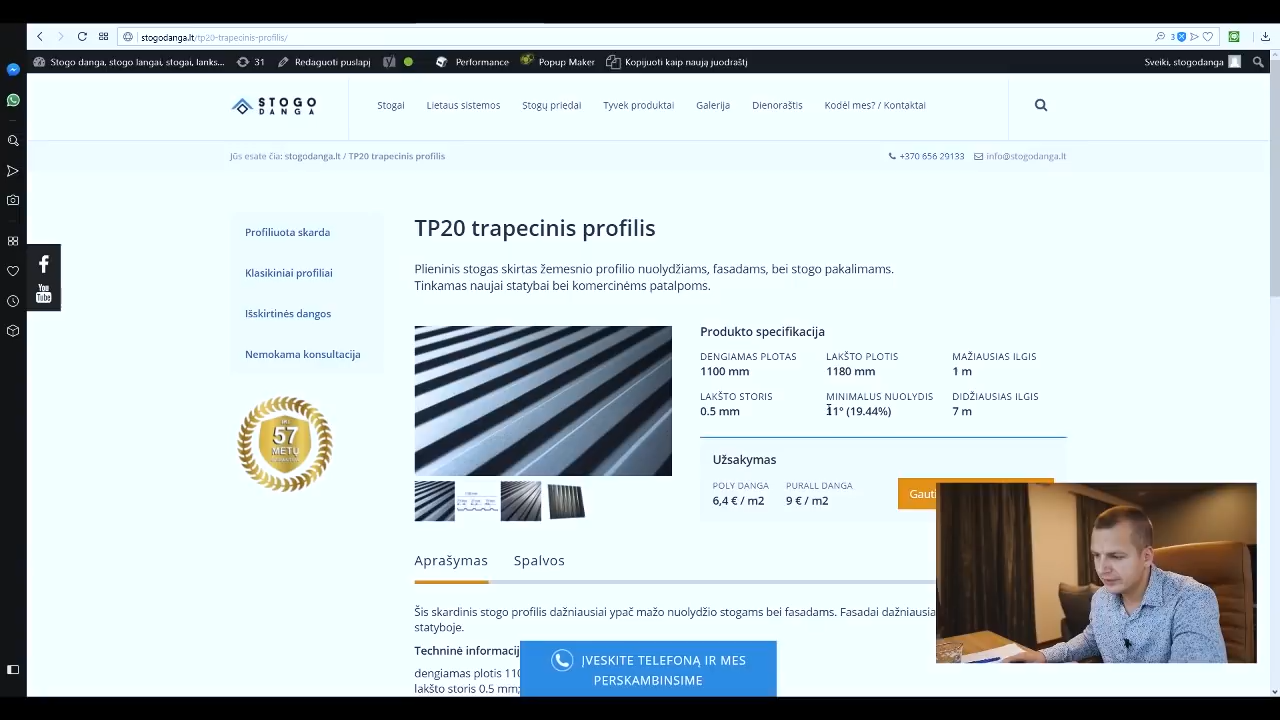 stogodanga.lt/tp20-trapecinis-profilis/
3
Stogo danga, stogo langai, stogai, lanks...
31
Redaguoti puslapį
Performance
Popup Maker
Kopijuoti kaip naują juodraštį
Sveiki, stogodanga
STOGO
DANGA
Stogai
Lietaus sistemos
Stogų priedai
Tyvek produktai
Galerija
Dienoraštis
Kodėl mes? / Kontaktai
Jūs esate čia: stogodanga.lt / TP20 trapecinis profilis
+370 656 29133
info@stogodanga.lt
Profiliuota skarda
Klasikiniai profiliai
Išskirtinės dangos
Nemokama konsultacija
57
METŲ
You
Tube
TP20 trapecinis profilis
Plieninis stogas skirtas žemesnio profilio nuolydžiams, fasadams, bei stogo pakalimams.
Tinkamas naujai statybai bei komercinėms patalpoms.
Produkto specifikacija
DENGIAMAS PLOTAS
1100 mm
LAKŠTO PLOTIS
1180 mm
MAŽIAUSIAS ILGIS
1 m
LAKŠTO STORIS
0.5 mm
MINIMALUS NUOLYDIS
11° (19.44%)
DIDŽIAUSIAS ILGIS
7 m
Užsakymas
POLY DANGA
6,4 € / m2
PURALL DANGA
9 € / m2
Gauti
Aprašymas
Spalvos
Šis skardinis stogo profilis dažniausiai ypač mažo nuolydžio stogams bei fasadams. Fasadai dažniausia
statyboje.
Techninė informacij
dengiamas plotis 110
lakšto storis 0.5 mm;
ĮVESKITE TELEFONĄ IR MES
PERSKAMBINSIME